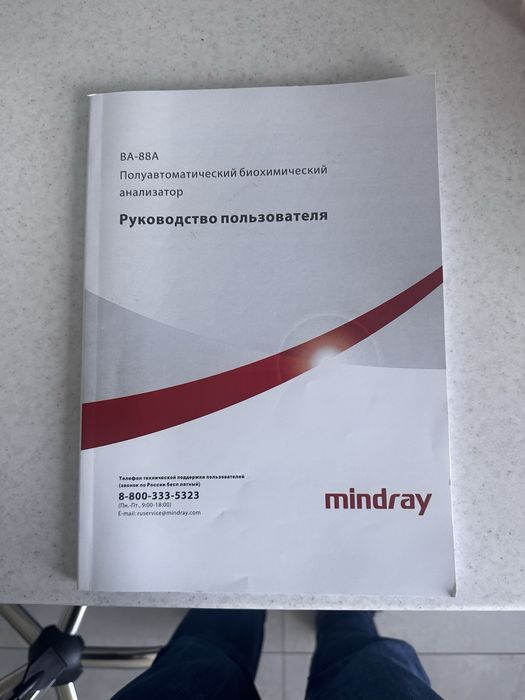 BA-88A
Полуавтоматический биохимический
анализатор
Руководство пользователя
Телефон технической поддержки пользователей
(звонок по России бесплатный)
8-800-333-5323
(Пн.-Пт., 9:00-18:00)
E-mail: ruservice@mindray.com
mindray